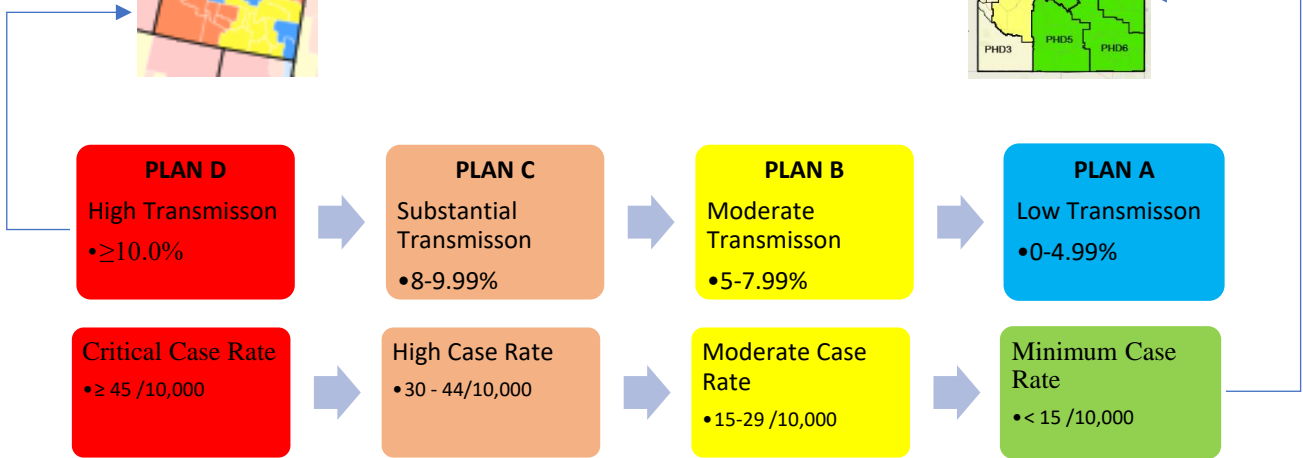 PHD3
PHD5
PHD6
PLAN D
High Transmisson
•≥10.0%
PLAN C
Substantial
Transmisson
•8-9.99%
PLAN B
Moderate
Transmisson
•5-7.99%
PLAN A
Low Transmisson
•0-4.99%
Critical Case Rate
•≥ 45 /10,000
High Case Rate
•30 - 44/10,000
Moderate Case
Rate
•15-29 /10,000
Minimum Case
Rate
•< 15 /10,000